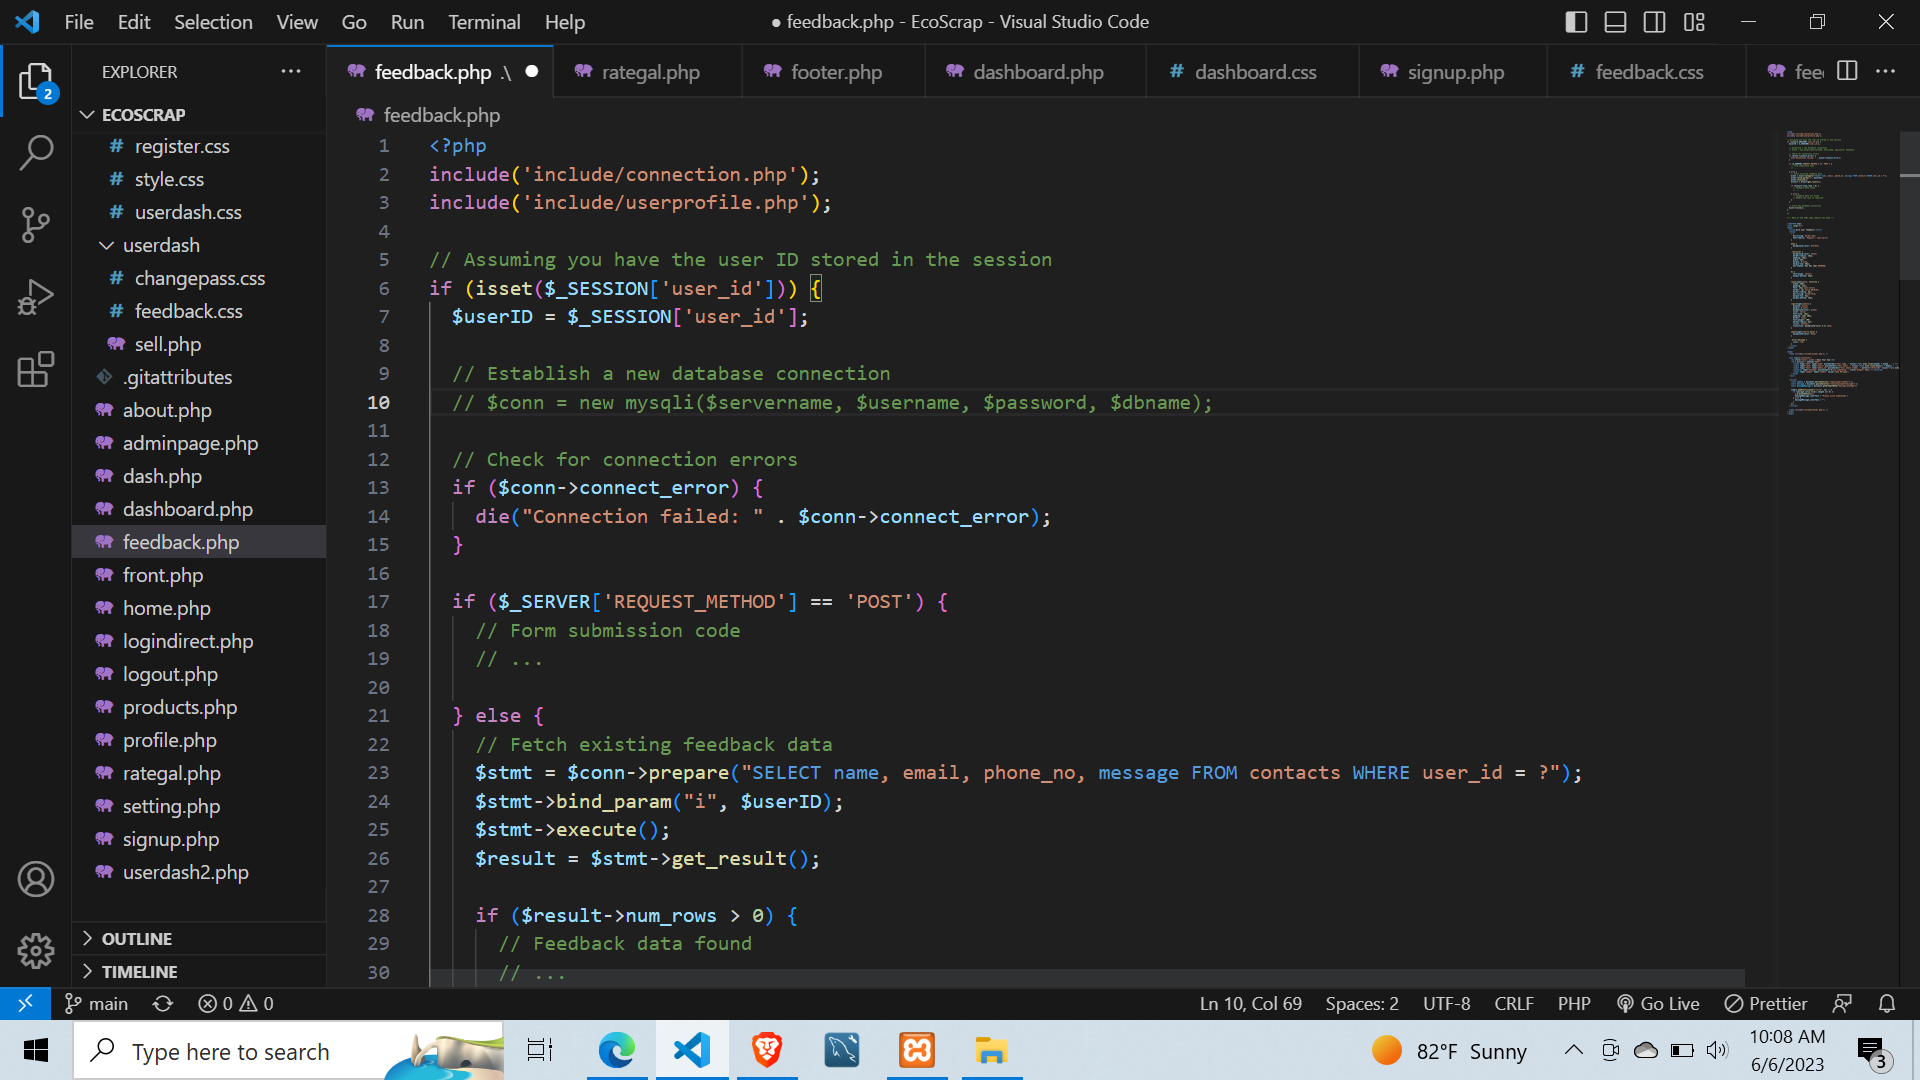 File Edit Selection View Go Run Terminal Help
● feedback.php - EcoScrap - Visual Studio Code
EXPLORER
feedback.php .\ ●
rategal.php
footer.php
dashboard.php
# dashboard.css
signup.php
# feedback.css
fee
2
ECOSCRAP
# register.css
# style.css
# userdash.css
userdash
# changepass.css
# feedback.css
sell.php
.gitattributes
about.php
adminpage.php
dash.php
dashboard.php
feedback.php
front.php
home.php
logindirect.php
logout.php
products.php
profile.php
rategal.php
setting.php
signup.php
userdash2.php
OUTLINE
TIMELINE
feedback.php
1 <?php
2 include('include/connection.php');
3 include('include/userprofile.php');
4
5 // Assuming you have the user ID stored in the session
6 if (isset($_SESSION['user_id'])) {
7 $userID = $_SESSION['user_id'];
8
9 // Establish a new database connection
10 // $conn = new mysqli($servername, $username, $password, $dbname);
11
12 // Check for connection errors
13 if ($conn->connect_error) {
14 die("Connection failed: " . $conn->connect_error);
15 }
16
17 if ($_SERVER['REQUEST_METHOD'] == 'POST') {
18 // Form submission code
19 // ...
20
21 } else {
22 // Fetch existing feedback data
23 $stmt = $conn->prepare("SELECT name, email, phone_no, message FROM contacts WHERE user_id = ?");
24 $stmt->bind_param("i", $userID);
25 $stmt->execute();
26 $result = $stmt->get_result();
27
28 if ($result->num_rows > 0) {
29 // Feedback data found
30 // ...
main 0 0
Ln 10, Col 69 Spaces: 2 UTF-8 CRLF PHP Go Live Prettier
Type here to search
82°F Sunny
10:08 AM
6/6/2023
3